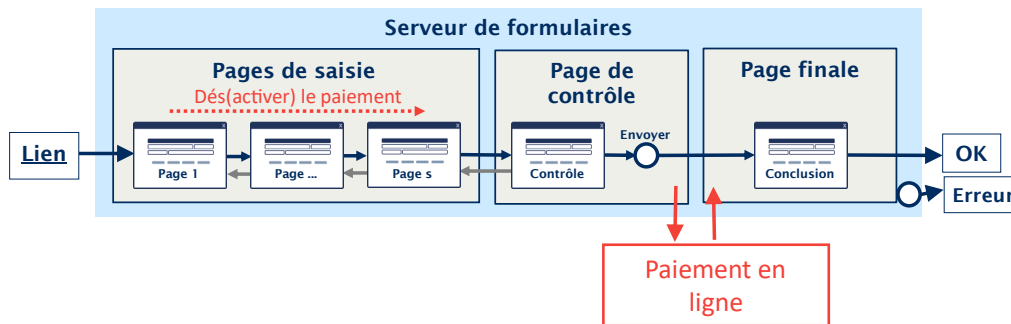 Serveur de formulaires
Pages de saisie
Dés(activer) le paiement
Page de
contrôle
Page finale
Envoyer
Lien
Page 1
Page ...
Page s
Contrôle
Conclusion
OK
Erreur
Paiement en
ligne